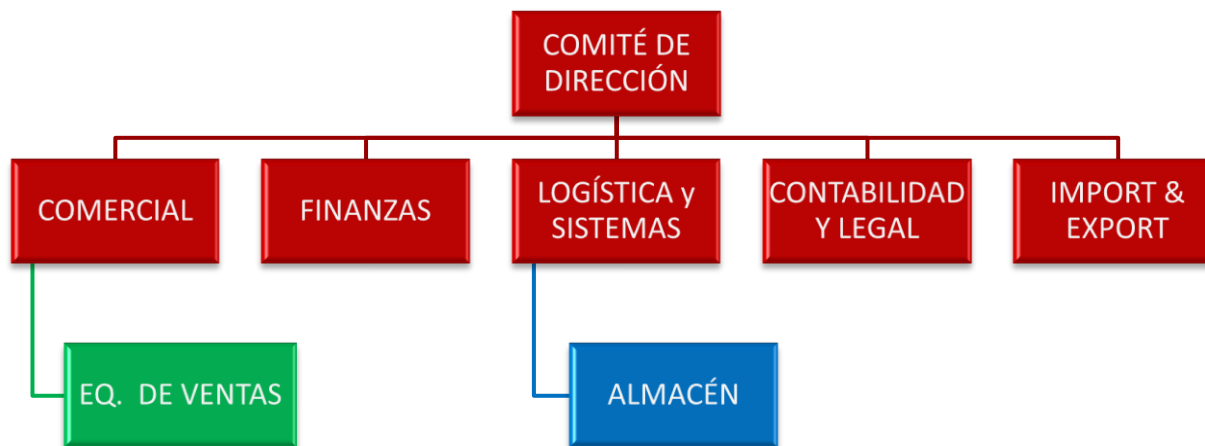 COMITÉ DE
DIRECCIÓN
COMERCIAL
FINANZAS
LOGÍSTICA y
SISTEMAS
CONTABILIDAD
Y LEGAL
IMPORT &
EXPORT
EQ. DE VENTAS
ALMACÉN